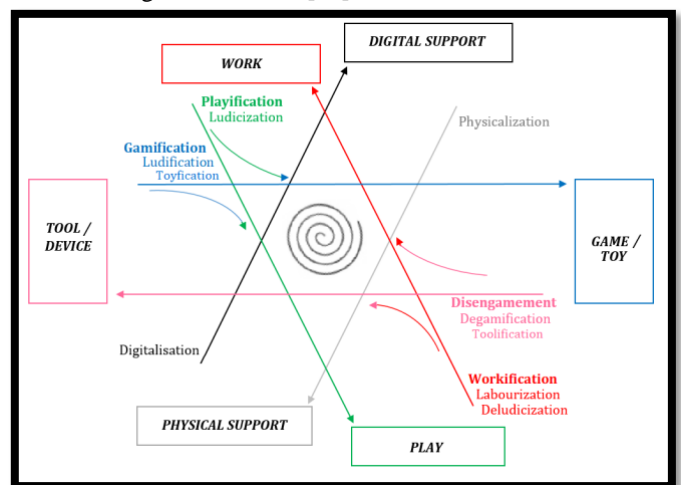 DIGITAL SUPPORT
WORK
Playification
Ludicization
Physicalization
Gamification
Ludification
Toyfication
TOOL /
DEVICE
GAME /
TOY
Disengamement
Degamification
Toolification
Digitalisation
Workification
Labourization
Deludicization
PHYSICAL SUPPORT
PLAY